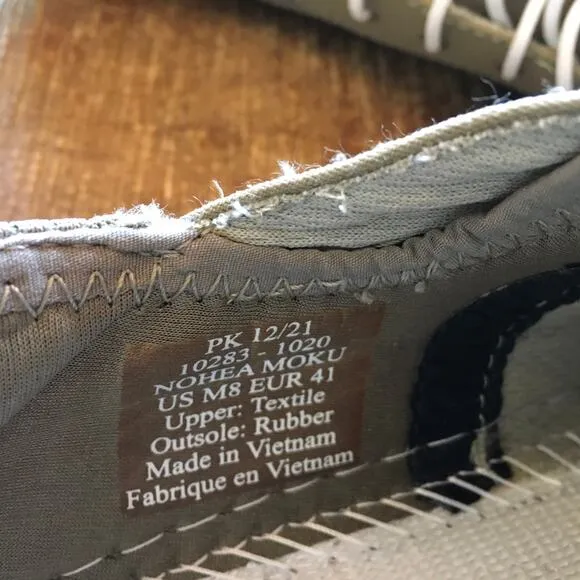 PK 12/21
10283 - 1020
NOHEA MOKU
US M8 EUR 41
Upper: Textile
Outsole: Rubber
Made in Vietnam
Fabrique en Vietnam